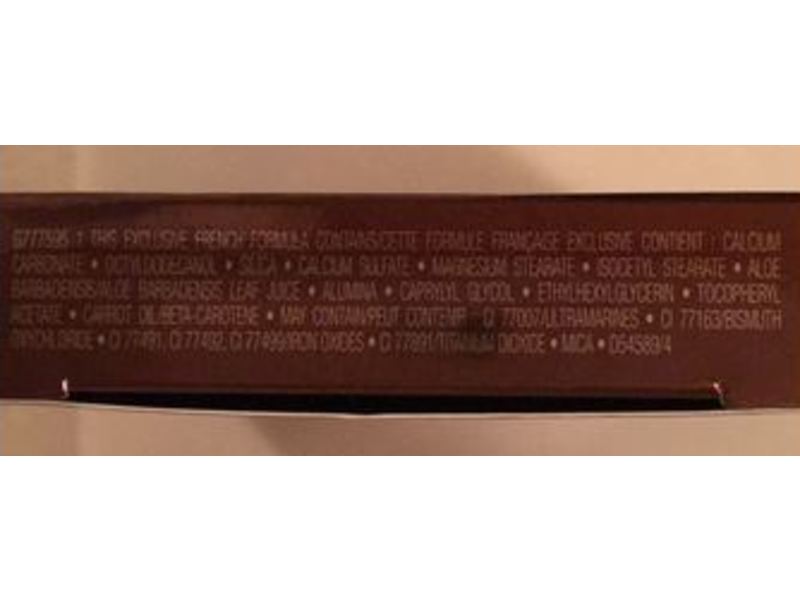 G777595 1 THIS EXCLUSIVE FRENCH FORMULA CONTAINS/CETTE FORMULE FRANCAISE EXCLUSIVE CONTIENT : CALCIUM
CARBONATE • OCTYLDODECANOL • SILICA • CALCIUM SULFATE • MAGNESIUM STEARATE • ISOCETYL STEARATE • ALOE
BARBADENSIS/ALOE BARBADENSIS LEAF JUICE • ALUMINA • CAPRYLYL GLYCOL • ETHYLHEXYLGLYCERIN • TOCOPHERYL
ACETATE • CARROT OIL/BETA-CAROTENE • MAY CONTAIN/PEUT CONTENIR : CI 77007/ULTRAMARINES • CI 77163/BISMUTH
OXYCHLORIDE • CI 77491, CI 77492, CI 77499/IRON OXIDES • CI 77891/TITANIUM DIOXIDE • MICA • D54589/4